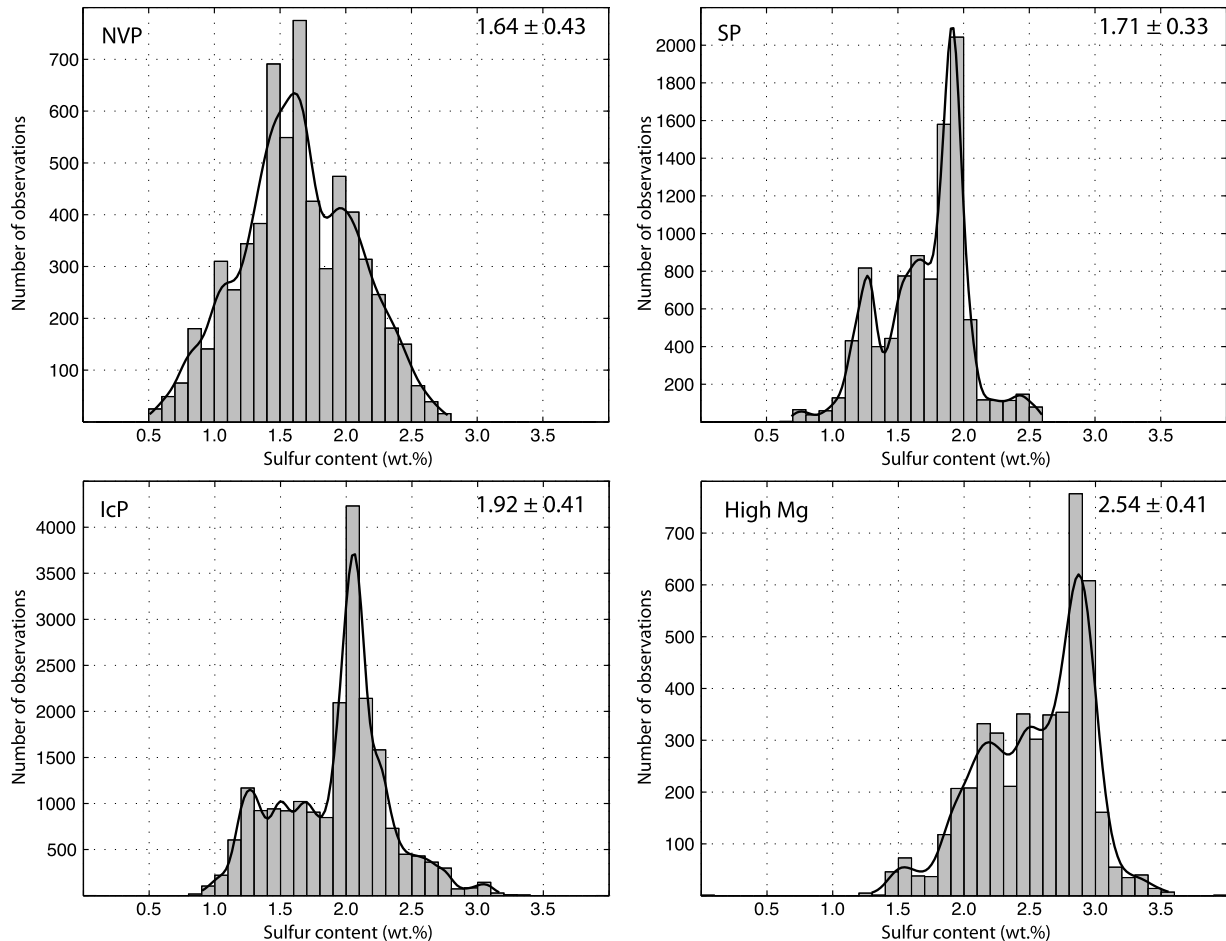 NVP
1.64 ± 0.43
Number of observations
700
600
500
400
300
200
100
0.5 1.0 1.5 2.0 2.5 3.0 3.5
Sulfur content (wt.%)
SP
1.71 ± 0.33
Number of observations
2000
1800
1600
1400
1200
1000
800
600
400
200
0.5 1.0 1.5 2.0 2.5 3.0 3.5
Sulfur content (wt.%)
IcP
1.92 ± 0.41
Number of observations
4000
3500
3000
2500
2000
1500
1000
500
0.5 1.0 1.5 2.0 2.5 3.0 3.5
Sulfur content (wt.%)
High Mg
2.54 ± 0.41
Number of observations
700
600
500
400
300
200
100
0.5 1.0 1.5 2.0 2.5 3.0 3.5
Sulfur content (wt.%)